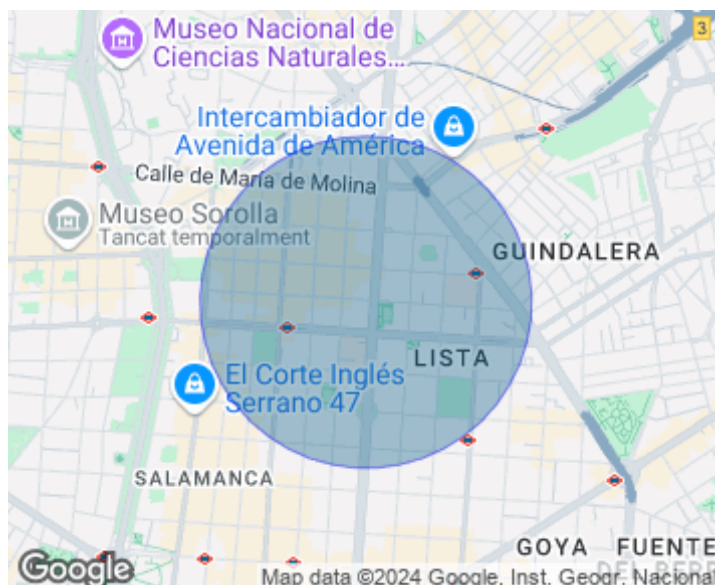 Museo Nacional de
Ciencias Naturales...
3
Intercambiador de
Avenida de América
Calle de María de Molina
Museo Sorolla
Tancat temporalment
GUINDALERA
LISTA
El Corte Inglés
Serrano 47
SALAMANCA
GOYA
FUENTE
DEL BERR
Google
Map data ©2024 Google, Inst. Geogr. Nacional